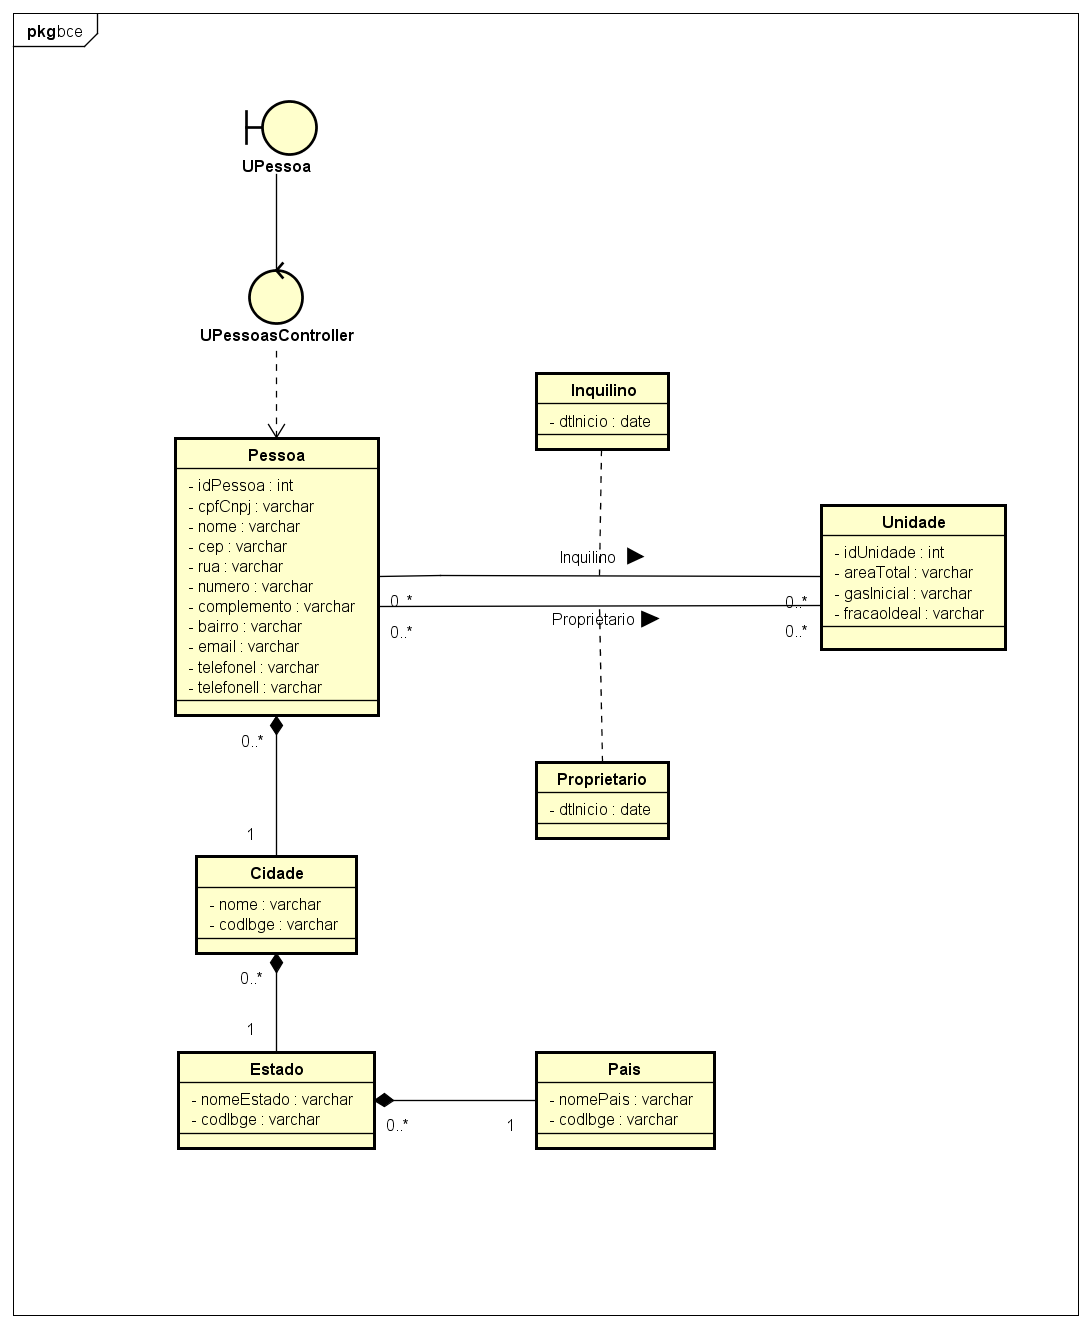 pkg bce
UPessoa
UPessoasController
Inquilino
- dtInicio : date
Pessoa
- idPessoa : int
- cpfCnpj : varchar
- nome : varchar
- cep : varchar
- rua : varchar
- numero : varchar
- complemento : varchar
- bairro : varchar
- email : varchar
- telefoneI : varchar
- telefoneII : varchar
Unidade
- idUnidade : int
- areaTotal : varchar
- gasInicial : varchar
- fracaoIdeal : varchar
Inquilino
0..*
0..*
Proprietario
0..*
0..*
0..*
1
Proprietario
- dtInicio : date
Cidade
- nome : varchar
- codIbge : varchar
0..*
1
Estado
- nomeEstado : varchar
- codIbge : varchar
0..*
1
Pais
- nomePais : varchar
- codIbge : varchar